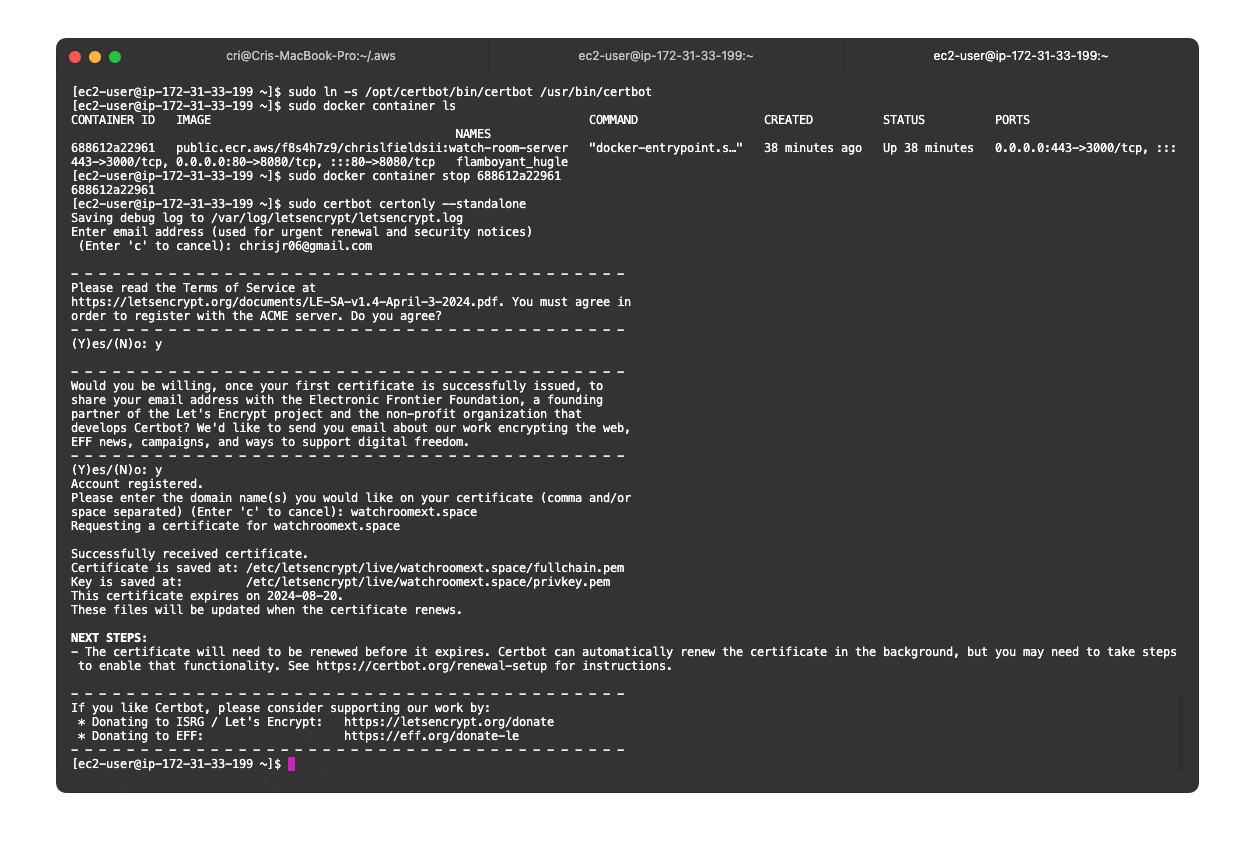 cri@Cris-MacBook-Pro:~/.aws
ec2-user@ip-172-31-33-199:~
ec2-user@ip-172-31-33-199:~
[ec2-user@ip-172-31-33-199 ~]$ sudo ln -s /opt/certbot/bin/certbot /usr/bin/certbot
[ec2-user@ip-172-31-33-199 ~]$ sudo docker container ls
CONTAINER ID   IMAGE                                                      COMMAND                  CREATED          STATUS          PORTS
                                                       NAMES
688612a22961   public.ecr.aws/f8s4h7z9/chrislfieldsii:watch-room-server   "docker-entrypoint.s…"   38 minutes ago   Up 38 minutes   0.0.0.0:443->3000/tcp, :::
443->3000/tcp, 0.0.0.0:80->8080/tcp, :::80->8080/tcp   flamboyant_hugle
[ec2-user@ip-172-31-33-199 ~]$ sudo docker container stop 688612a22961
688612a22961
[ec2-user@ip-172-31-33-199 ~]$ sudo certbot certonly --standalone
Saving debug log to /var/log/letsencrypt/letsencrypt.log
Enter email address (used for urgent renewal and security notices)
 (Enter 'c' to cancel): chrisjr06@gmail.com

- - - - - - - - - - - - - - - - - - - - - - - - - - - - - - - - - - - - - - - -
Please read the Terms of Service at
https://letsencrypt.org/documents/LE-SA-v1.4-April-3-2024.pdf. You must agree in
order to register with the ACME server. Do you agree?
- - - - - - - - - - - - - - - - - - - - - - - - - - - - - - - - - - - - - - - -
(Y)es/(N)o: y

- - - - - - - - - - - - - - - - - - - - - - - - - - - - - - - - - - - - - - - -
Would you be willing, once your first certificate is successfully issued, to
share your email address with the Electronic Frontier Foundation, a founding
partner of the Let's Encrypt project and the non-profit organization that
develops Certbot? We'd like to send you email about our work encrypting the web,
EFF news, campaigns, and ways to support digital freedom.
- - - - - - - - - - - - - - - - - - - - - - - - - - - - - - - - - - - - - - - -
(Y)es/(N)o: y
Account registered.
Please enter the domain name(s) you would like on your certificate (comma and/or
space separated) (Enter 'c' to cancel): watchroomext.space
Requesting a certificate for watchroomext.space

Successfully received certificate.
Certificate is saved at: /etc/letsencrypt/live/watchroomext.space/fullchain.pem
Key is saved at:         /etc/letsencrypt/live/watchroomext.space/privkey.pem
This certificate expires on 2024-08-20.
These files will be updated when the certificate renews.

NEXT STEPS:
- The certificate will need to be renewed before it expires. Certbot can automatically renew the certificate in the background, but you may need to take steps
 to enable that functionality. See https://certbot.org/renewal-setup for instructions.

- - - - - - - - - - - - - - - - - - - - - - - - - - - - - - - - - - - - - - - -
If you like Certbot, please consider supporting our work by:
 * Donating to ISRG / Let's Encrypt:   https://letsencrypt.org/donate
 * Donating to EFF:                    https://eff.org/donate-le
- - - - - - - - - - - - - - - - - - - - - - - - - - - - - - - - - - - - - - - -
[ec2-user@ip-172-31-33-199 ~]$